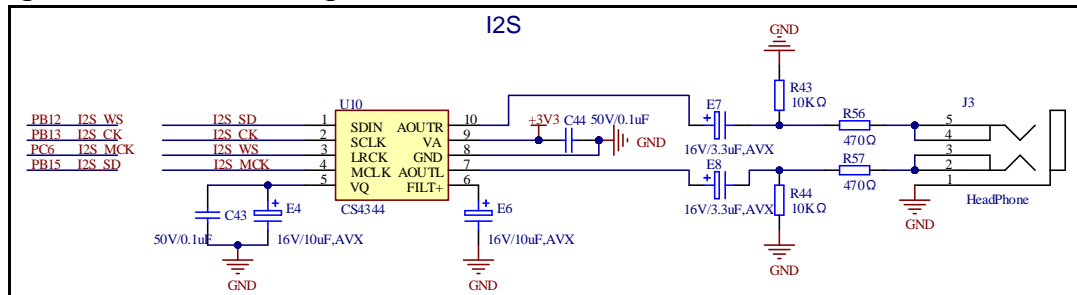 I2S
GND
U10
E7
R43
10KΩ
J3
PB12 I2S_WS I2S_SD 1 SDIN AOUTR 10 +3V3 C44 50V/0.1uF R56 5
PB13 I2S_CK I2S_CK 2 SCLK VA 9 GND 16V/3.3uF,AVX 470Ω 4
PC6 I2S_MCK I2S_WS 3 LRCK GND 8 E8 R57 3
PB15 I2S_SD I2S_MCK 4 MCLK AOUTL 7 2
5 VQ FILT+ 6 16V/3.3uF,AVX R44 470Ω 1
CS4344 10KΩ GND HeadPhone
C43 E4 E6
50V/0.1uF 16V/10uF,AVX 16V/10uF,AVX
GND GND GND